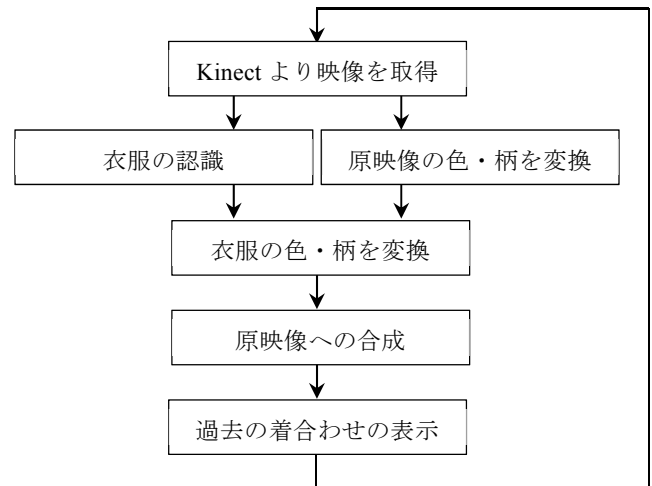 Kinect より映像を取得
衣服の認識
原映像の色・柄を変換
衣服の色・柄を変換
原映像への合成
過去の着合わせの表示